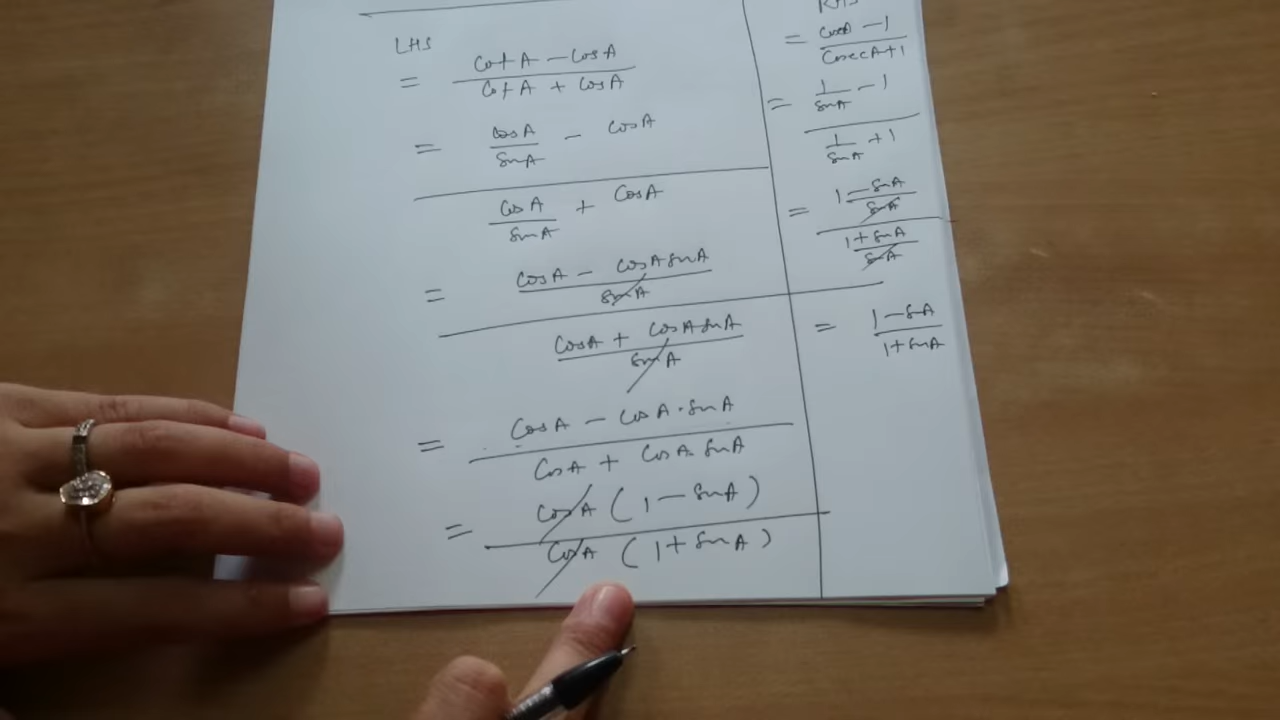 LHS
= CotA - CosA
CotA + CosA
= CosA/SinA - CosA
CosA/SinA + CosA
= CosA - CosA SinA
SinA
CosA + CosA SinA
SinA
= CosA - CosA · SinA
CosA + CosA. SinA
= CosA (1 - SinA)
CosA (1 + SinA)
RHS
= CosecA - 1
CosecA + 1
= 1/SinA - 1
1/SinA + 1
= 1 - SinA
SinA
1 + SinA
SinA
= 1 - SinA
1 + SinA